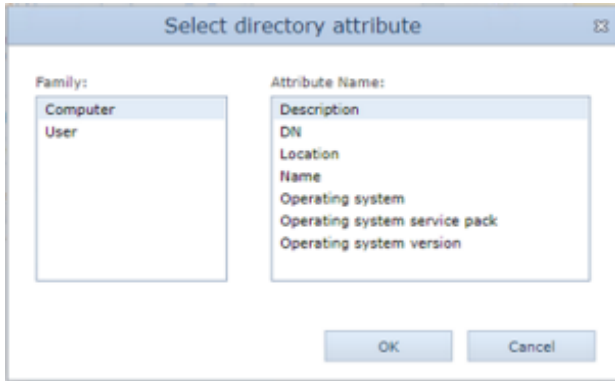 Select directory attribute
Family:
Computer
User
Attribute Name:
Description
DN
Location
Name
Operating system
Operating system service pack
Operating system version
OK
Cancel